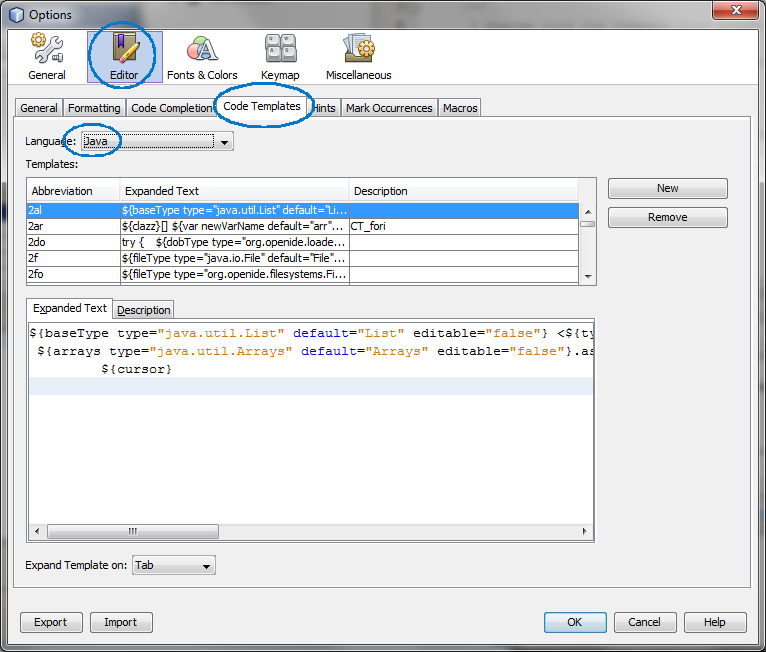 Options
General Editor Fonts & Colors Keymap Miscellaneous
General Formatting Code Completion Code Templates Hints Mark Occurrences Macros
Language: Java
Templates:
Abbreviation Expanded Text Description
2al ${baseType type="java.util.List" default="Li...
2ar ${clazz}[] ${var newVarName default="arr"... CT_fori
2do try { ${dobType type="org.openide.loade...
2f ${fileType type="java.io.File" default="File"...
2fo ${fileType type="org.openide.filesystems.Fi...
New
Remove
Expanded Text Description
${baseType type="java.util.List" default="List" editable="false"} <${ty
${arrays type="java.util.Arrays" default="Arrays" editable="false"}.as
${cursor}
Expand Template on: Tab
Export Import OK Cancel Help